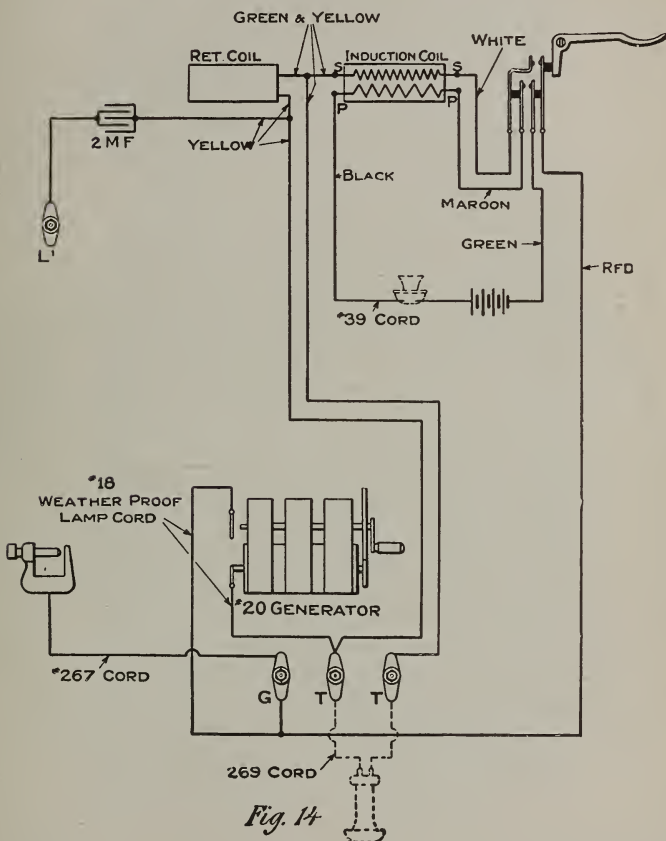 GREEN & YELLOW
RET. COIL
INDUCTION COIL
WHITE
S
S
P
P
2 MF
YELLOW
BLACK
MAROON
GREEN
L'
RFD
#39 CORD
#18
WEATHER PROOF
LAMP CORD
#20 GENERATOR
#267 CORD
G
T
T
269 CORD
Fig. 14